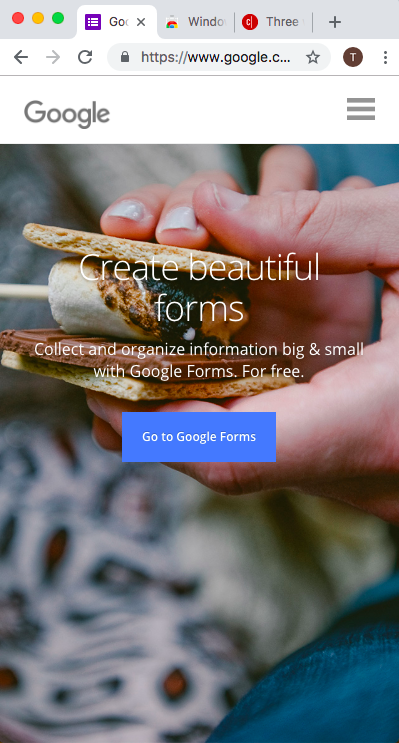 Goo
Window
Three
https://www.google.c...
T
Google
Create beautiful
forms
Collect and organize information big & small
with Google Forms. For free.
Go to Google Forms